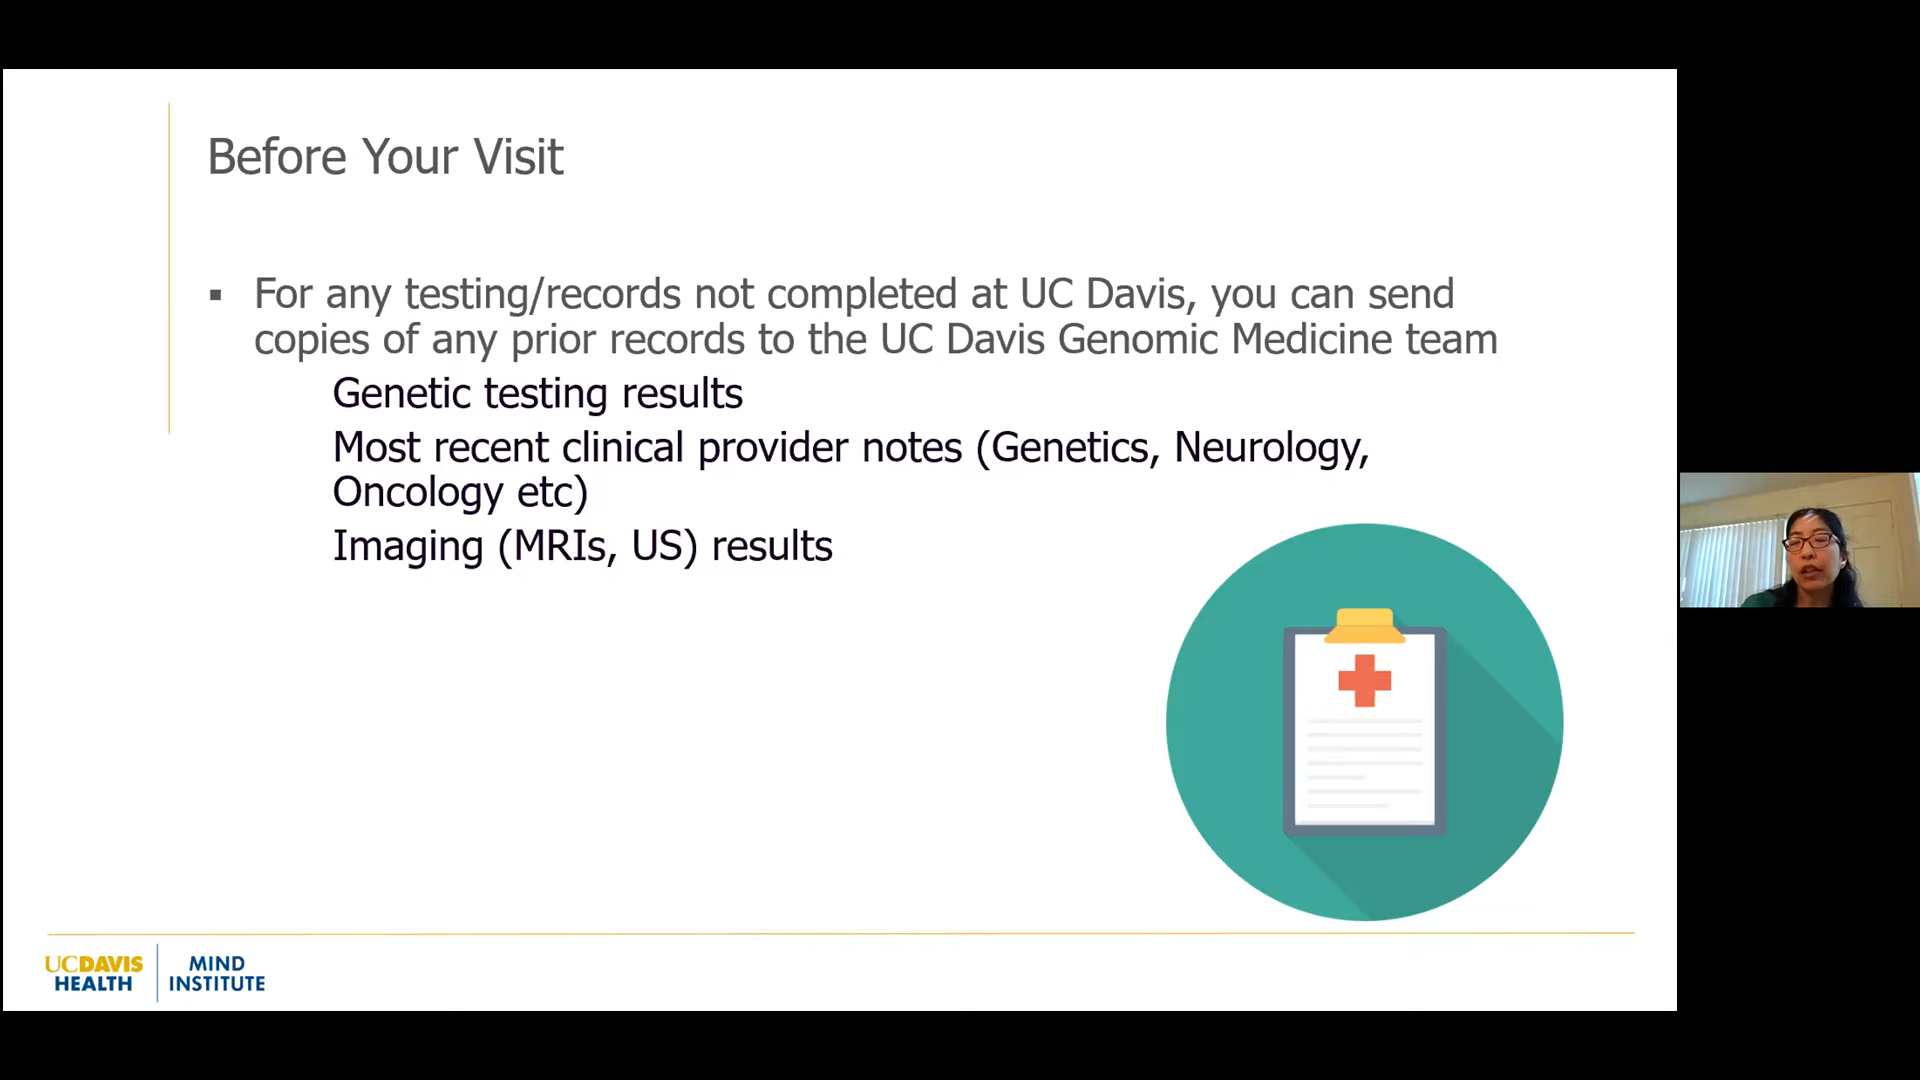 Before Your Visit
▪ For any testing/records not completed at UC Davis, you can send
copies of any prior records to the UC Davis Genomic Medicine team
Genetic testing results
Most recent clinical provider notes (Genetics, Neurology,
Oncology etc)
Imaging (MRIs, US) results
UCDAVIS
HEALTH
MIND
INSTITUTE